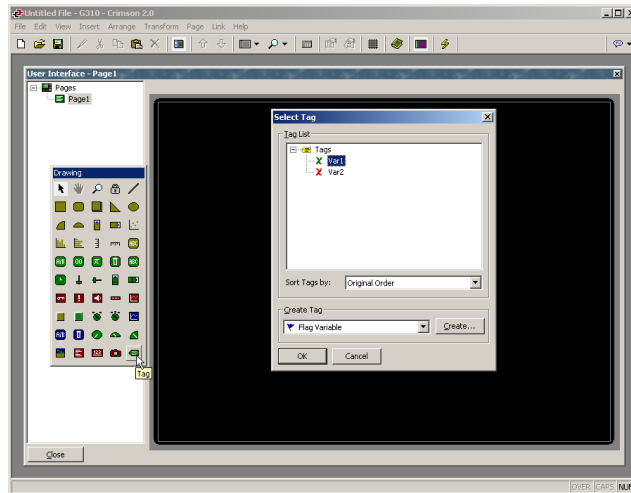 Untitled File - G310 - Crimson 2.0
File Edit View Insert Arrange Transform Page Link Help
User Interface - Page1
Pages
Page1
Drawing
Tag
Select Tag
Tag List
Tags
Var1
Var2
Sort Tags by: Original Order
Create Tag
Flag Variable Create...
OK Cancel
Close
OVER CAPS NUM